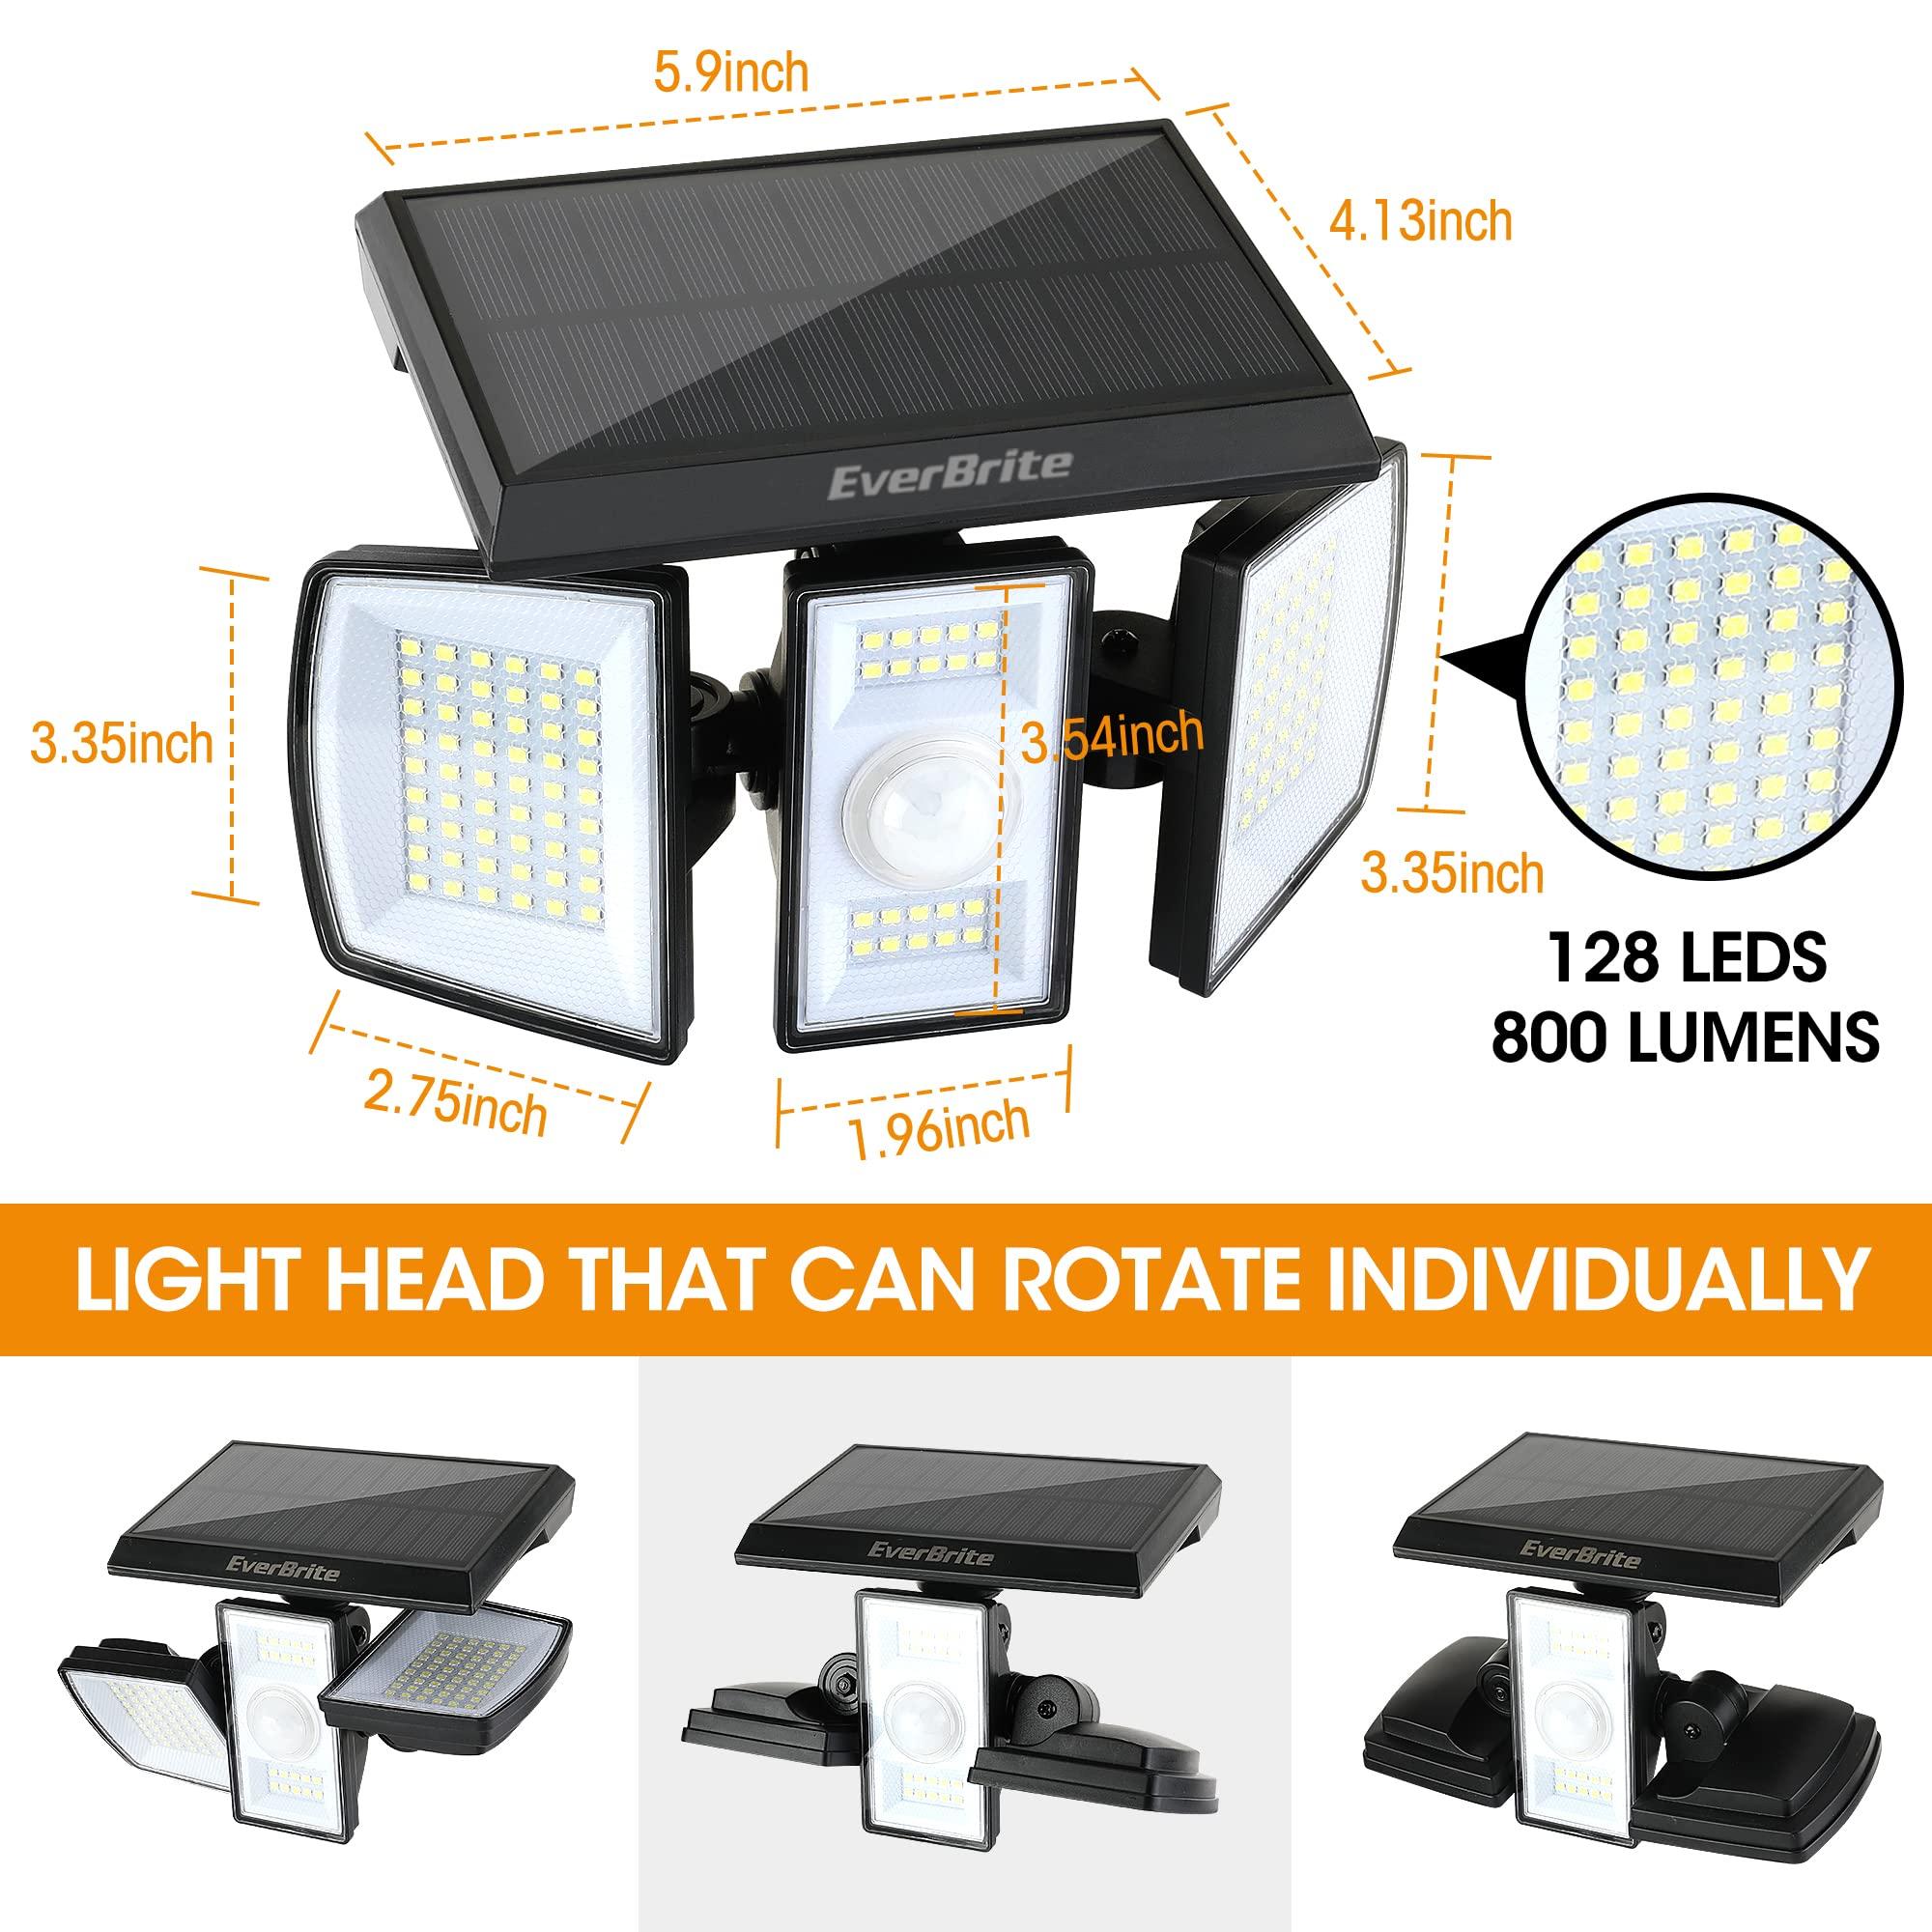 5.9inch
4.13inch
EverBrite
3.35inch
3.54inch
3.35inch
128 LEDS
800 LUMENS
2.75inch
1.96inch
LIGHT HEAD THAT CAN ROTATE INDIVIDUALLY
EverBrite
EverBrite
EverBrite